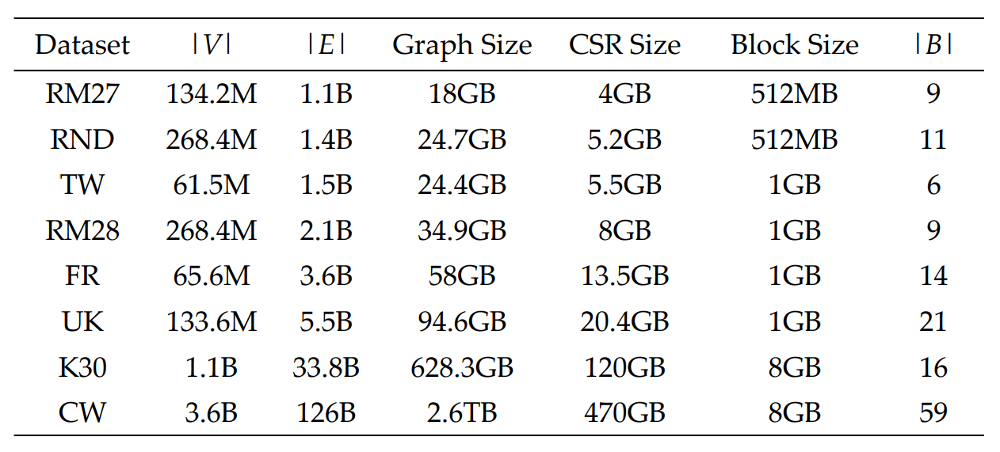 Dataset |V| |E| Graph Size CSR Size Block Size |B|
RM27 134.2M 1.1B 18GB 4GB 512MB 9
RND 268.4M 1.4B 24.7GB 5.2GB 512MB 11
TW 61.5M 1.5B 24.4GB 5.5GB 1GB 6
RM28 268.4M 2.1B 34.9GB 8GB 1GB 9
FR 65.6M 3.6B 58GB 13.5GB 1GB 14
UK 133.6M 5.5B 94.6GB 20.4GB 1GB 21
K30 1.1B 33.8B 628.3GB 120GB 8GB 16
CW 3.6B 126B 2.6TB 470GB 8GB 59